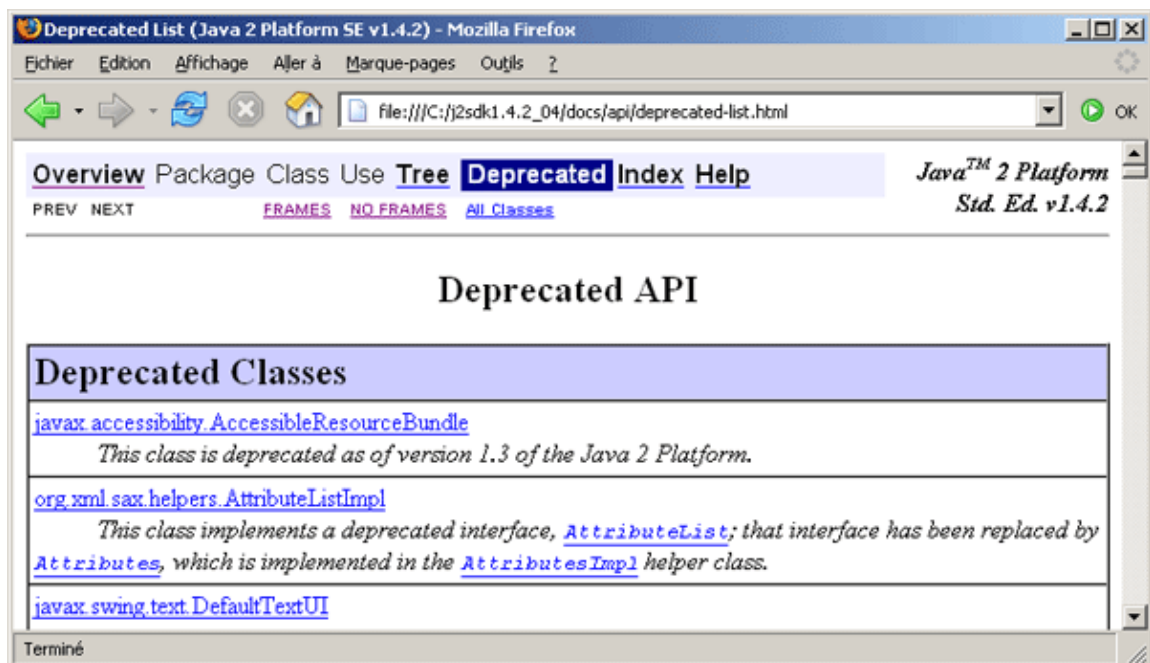 Deprecated List (Java 2 Platform SE v1.4.2) - Mozilla Firefox
Fichier Edition Affichage Aller à Marque-pages Outils ?
file:///C:/j2sdk1.4.2_04/docs/api/deprecated-list.html OK
Overview Package Class Use Tree Deprecated Index Help
Java™ 2 Platform
Std. Ed. v1.4.2
PREV NEXT FRAMES NO FRAMES All Classes
Deprecated API
Deprecated Classes
javax.accessibility.AccessibleResourceBundle
This class is deprecated as of version 1.3 of the Java 2 Platform.
org.xml.sax.helpers.AttributeListImpl
This class implements a deprecated interface, AttributeList; that interface has been replaced by
Attributes, which is implemented in the AttributesImpl helper class.
javax.swing.text.DefaultTextUI
Terminé